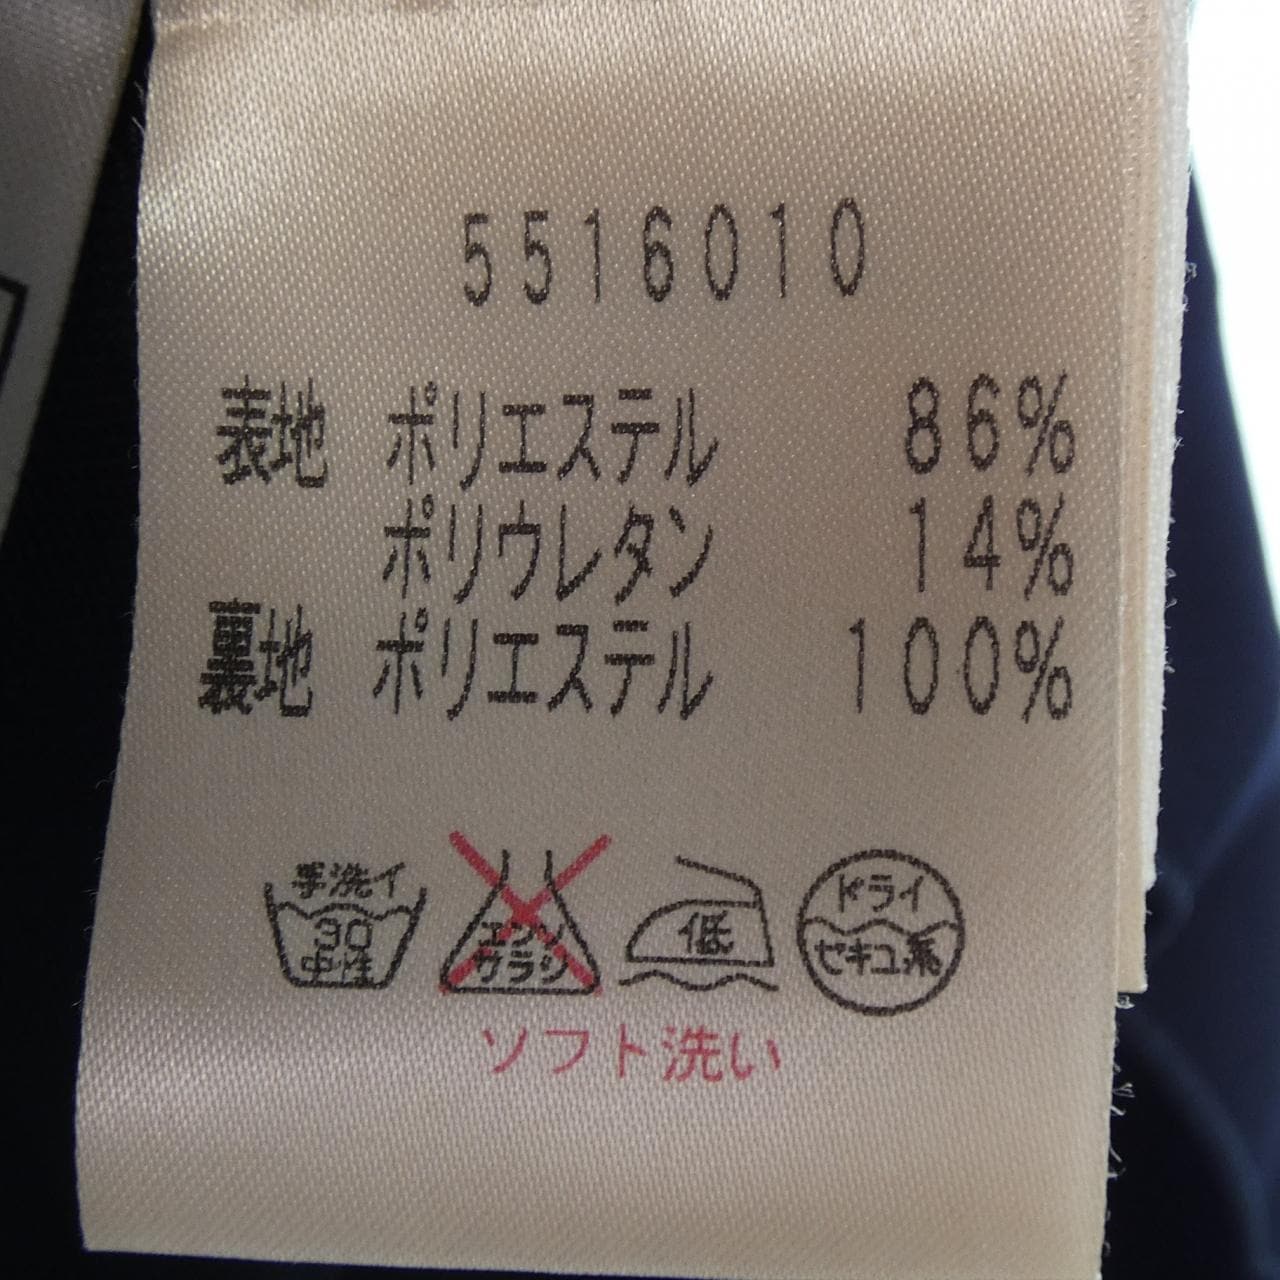 5516010
表地 ポリエステル 86%
ポリウレタン 14%
裏地 ポリエステル 100%
手洗イ
30
中性
エンソ
サラシ
低
ドライ
セキユ系
ソフト洗い